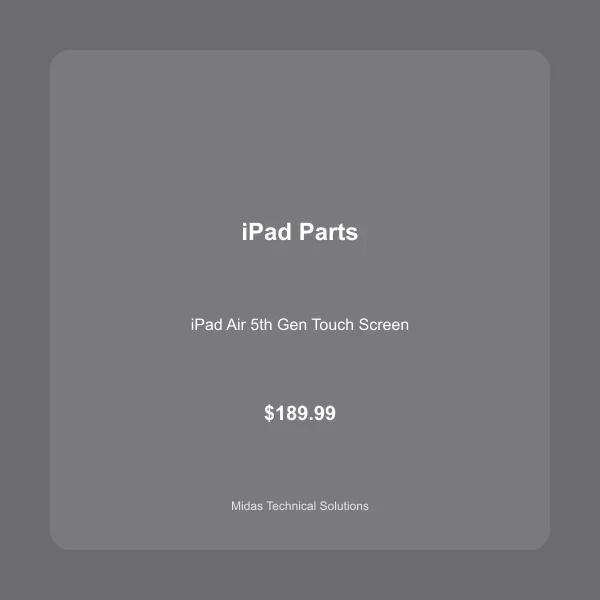 iPad Parts
iPad Air 5th Gen Touch Screen
$189.99
Midas Technical Solutions